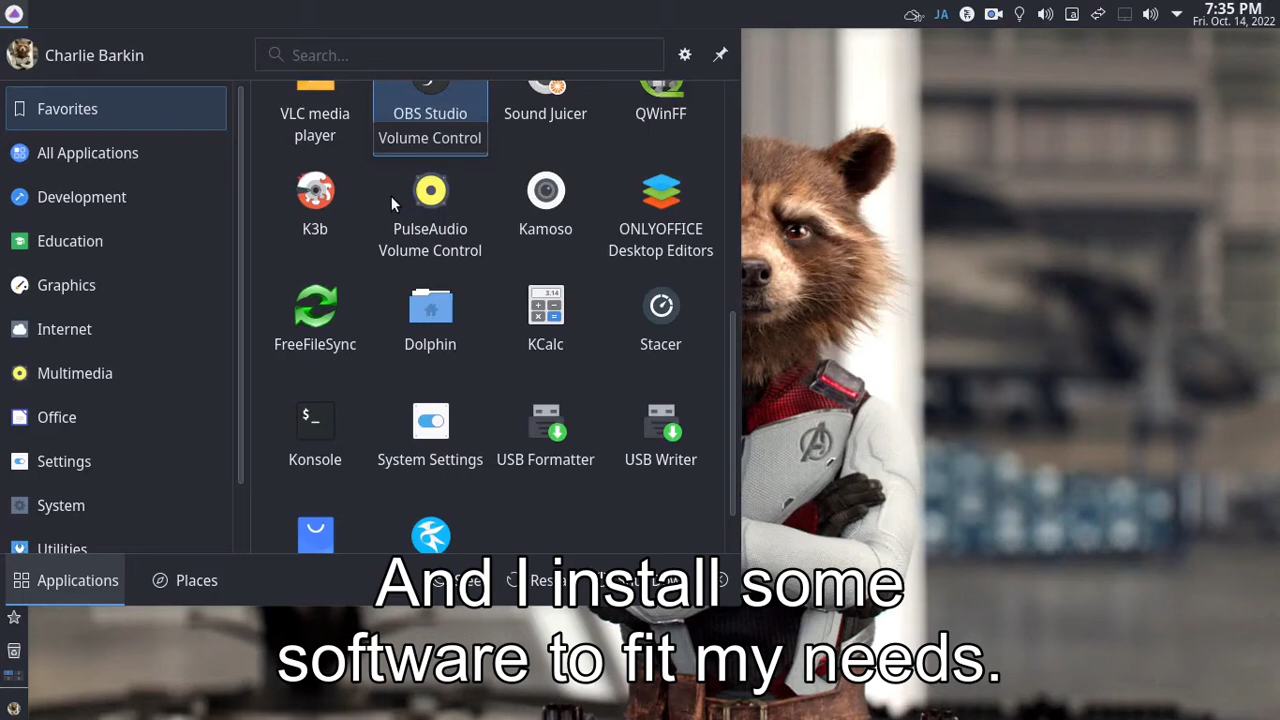 7:35 PM
JA
Fri. Oct. 14, 2022
Charlie Barkin
Search...
Favorites
All Applications
Development
Education
Graphics
Internet
Multimedia
Office
Settings
System
Utilities
VLC media
player
OBS Studio
Volume Control
Sound Juicer
QWinFF
K3b
PulseAudio
Volume Control
Kamoso
ONLYOFFICE
Desktop Editors
FreeFileSync
Dolphin
3.14
KCalc
Stacer
$>_
Konsole
System Settings
USB Formatter
USB Writer
Applications
Places
And I install some
software to fit my needs.